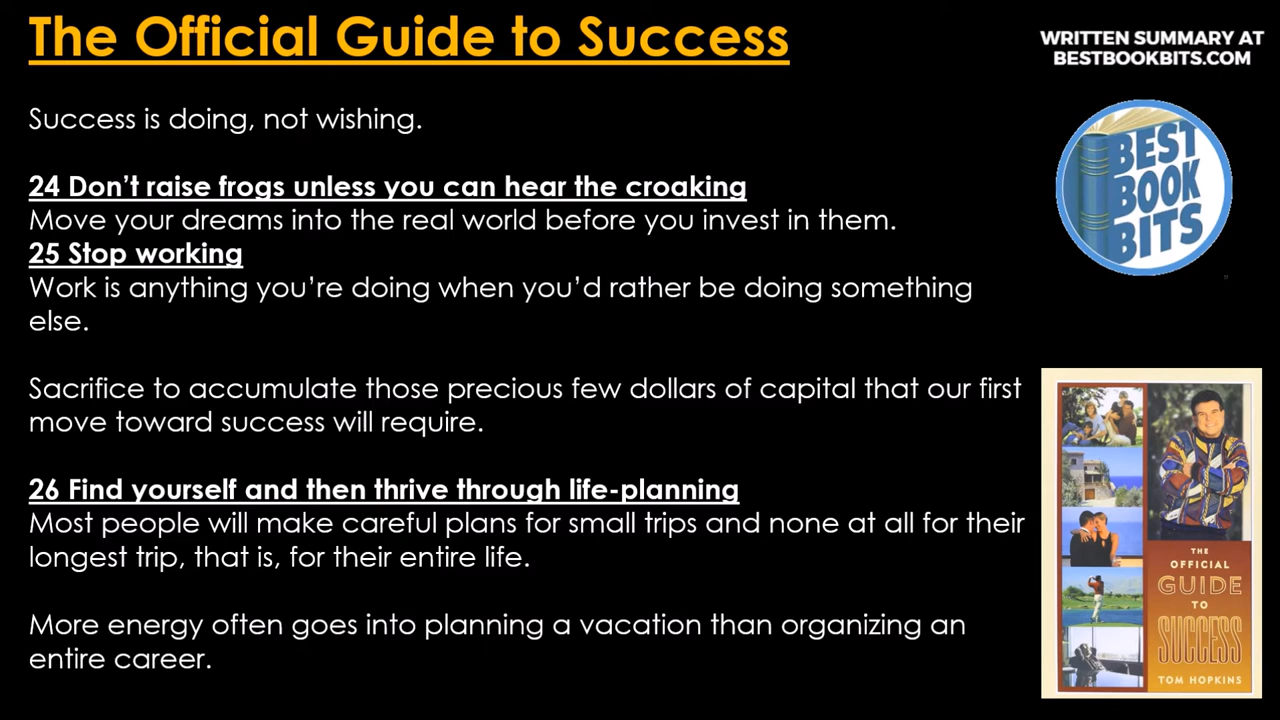 The Official Guide to Success
WRITTEN SUMMARY AT
BESTBOOKBITS.COM
Success is doing, not wishing.
24 Don’t raise frogs unless you can hear the croaking
Move your dreams into the real world before you invest in them.
25 Stop working
Work is anything you’re doing when you’d rather be doing something
else.
Sacrifice to accumulate those precious few dollars of capital that our first
move toward success will require.
26 Find yourself and then thrive through life-planning
Most people will make careful plans for small trips and none at all for their
longest trip, that is, for their entire life.
More energy often goes into planning a vacation than organizing an
entire career.
BEST
BOOK
BITS
THE
OFFICIAL
GUIDE
TO
SUCCESS
TOM HOPKINS